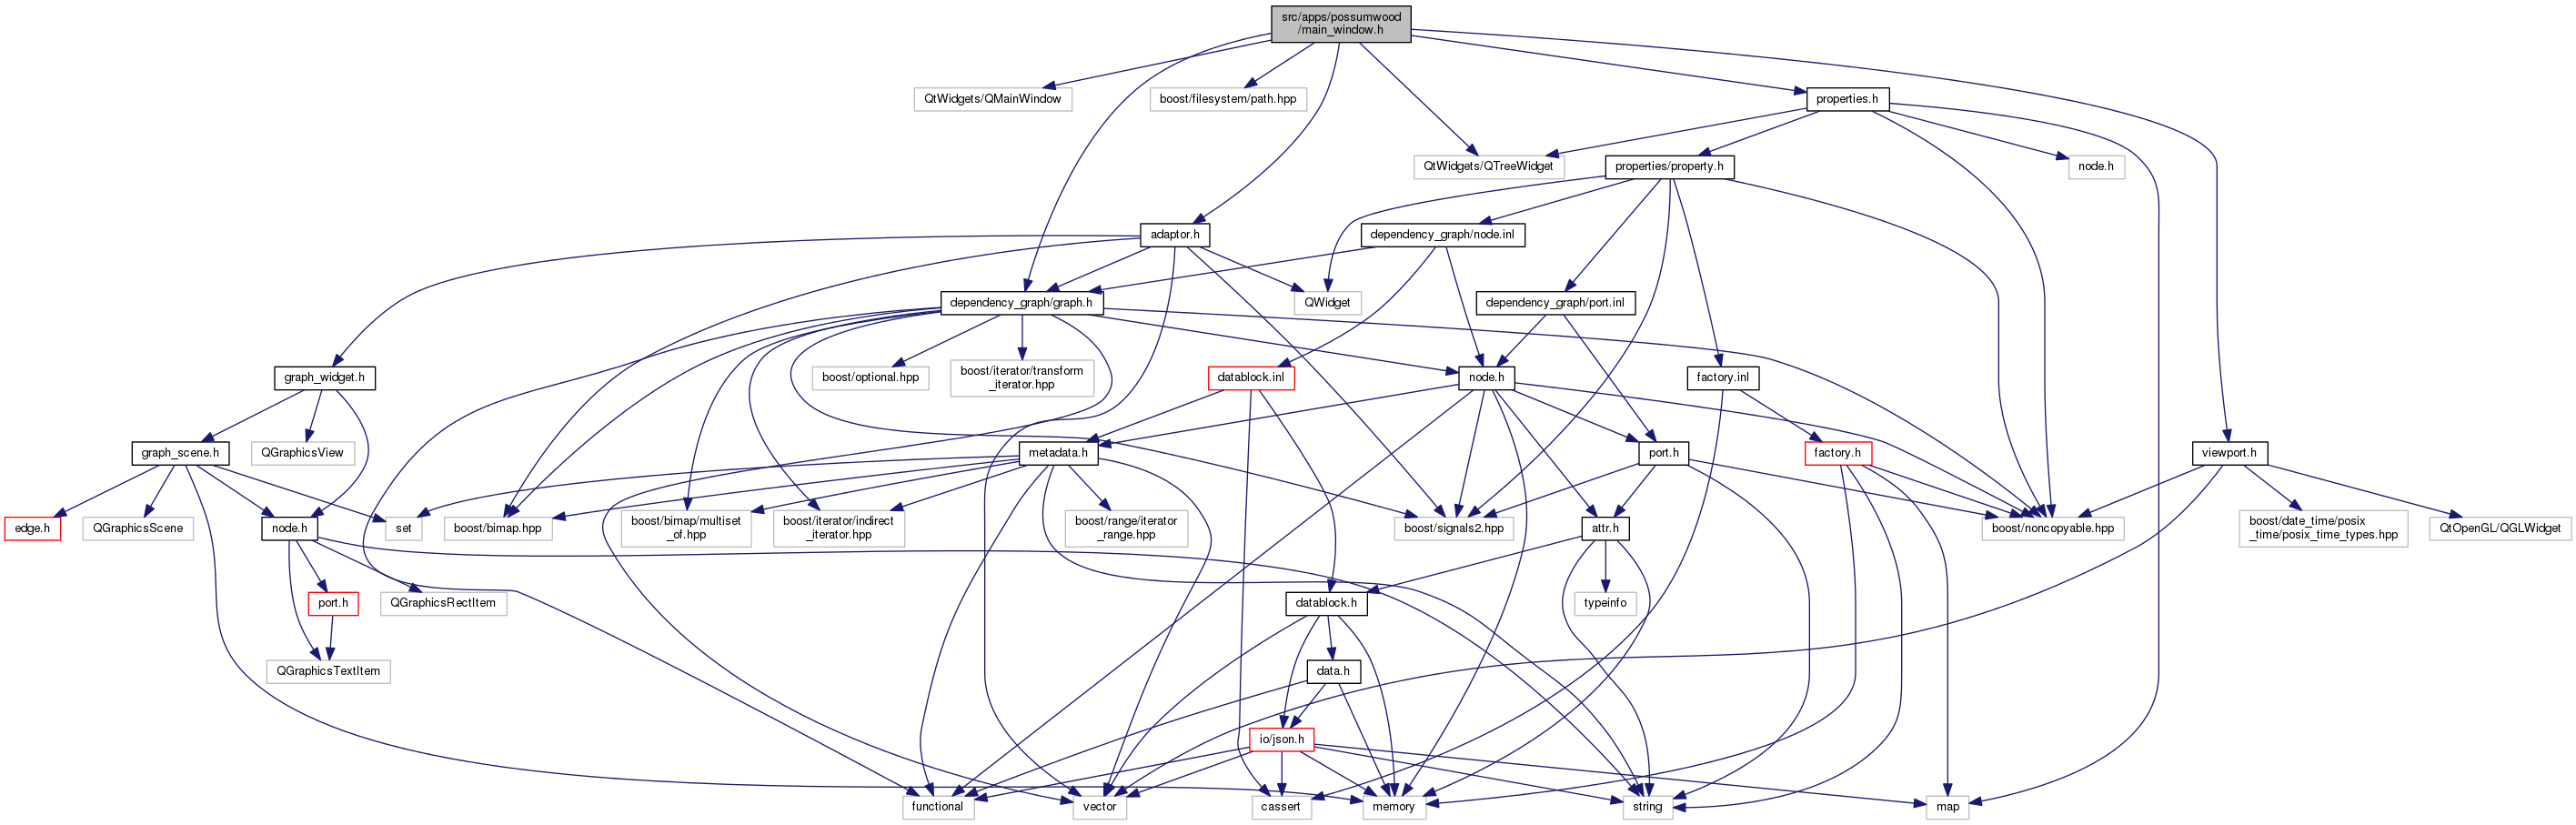 src/apps/possumwood
/main_window.h
QtWidgets/QMainWindow
boost/filesystem/path.hpp
properties.h
QtWidgets/QTreeWidget
properties/property.h
node.h
adaptor.h
dependency_graph/node.inl
dependency_graph/graph.h
QWidget
dependency_graph/port.inl
graph_widget.h
boost/optional.hpp
boost/iterator/transform
_iterator.hpp
datablock.inl
node.h
factory.inl
graph_scene.h
QGraphicsView
metadata.h
port.h
factory.h
viewport.h
edge.h
QGraphicsScene
node.h
set
boost/bimap.hpp
boost/bimap/multiset
_of.hpp
boost/iterator/indirect
_iterator.hpp
boost/range/iterator
_range.hpp
boost/signals2.hpp
attr.h
boost/noncopyable.hpp
boost/date_time/posix
_time/posix_time_types.hpp
QtOpenGL/QGLWidget
port.h
QGraphicsRectItem
datablock.h
typeinfo
QGraphicsTextItem
data.h
io/json.h
functional
vector
cassert
memory
string
map